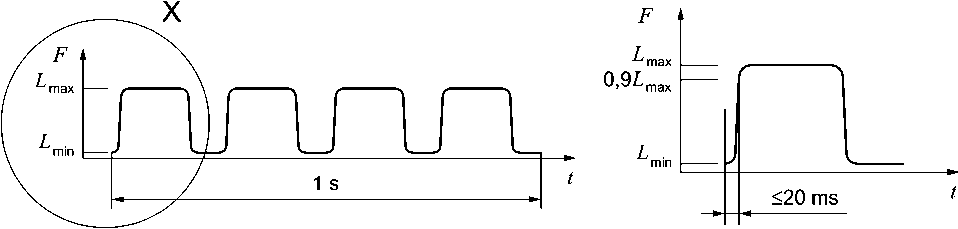 X
F
Lmax
Lmin
t
1 s
F
Lmax
0,9Lmax
Lmin
t
≤20 ms